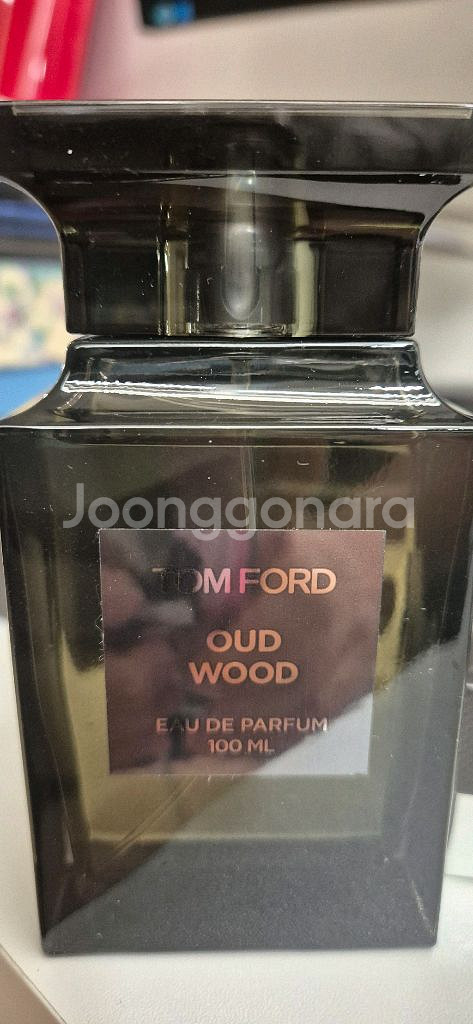 Joonggonara
TOM FORD
OUD
WOOD
EAU DE PARFUM
100 ML